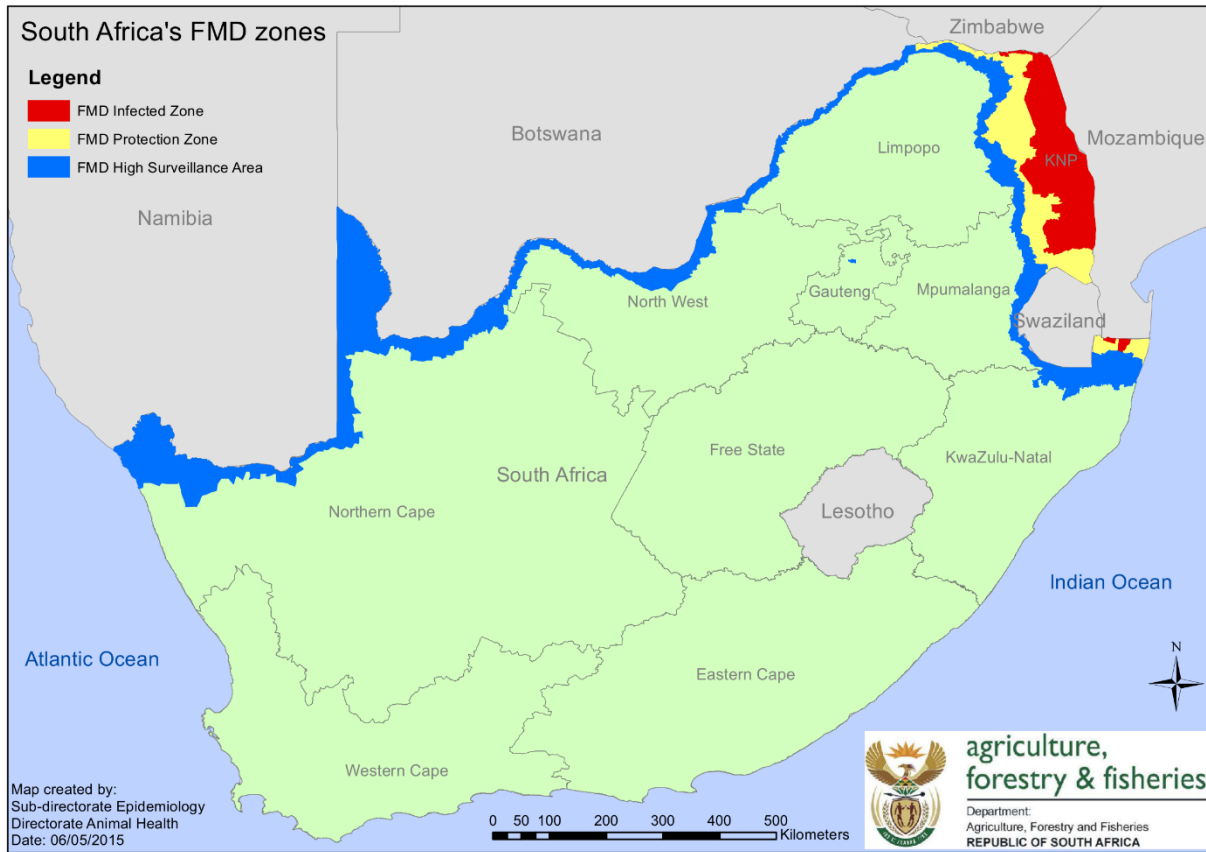 South Africa's FMD zones
Legend
FMD Infected Zone
FMD Protection Zone
FMD High Surveillance Area
Zimbabwe
Botswana
Mozambique
Namibia
Limpopo
KNP
North West
Gauteng
Mpumalanga
Swaziland
Free State
KwaZulu-Natal
South Africa
Northern Cape
Lesotho
Indian Ocean
Atlantic Ocean
N
Eastern Cape
Western Cape
Map created by:
Sub-directorate Epidemiology
Directorate Animal Health
Date: 06/05/2015
0 50 100 200 300 400 500
Kilometers
agriculture,
forestry & fisheries
Department:
Agriculture, Forestry and Fisheries
REPUBLIC OF SOUTH AFRICA